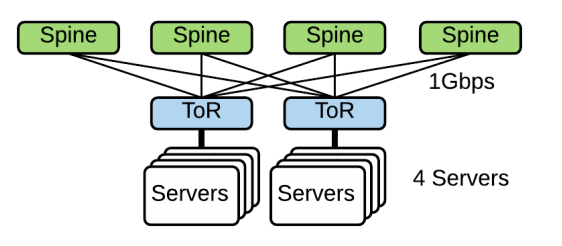 Spine Spine Spine Spine
1Gbps
ToR ToR
Servers Servers
4 Servers